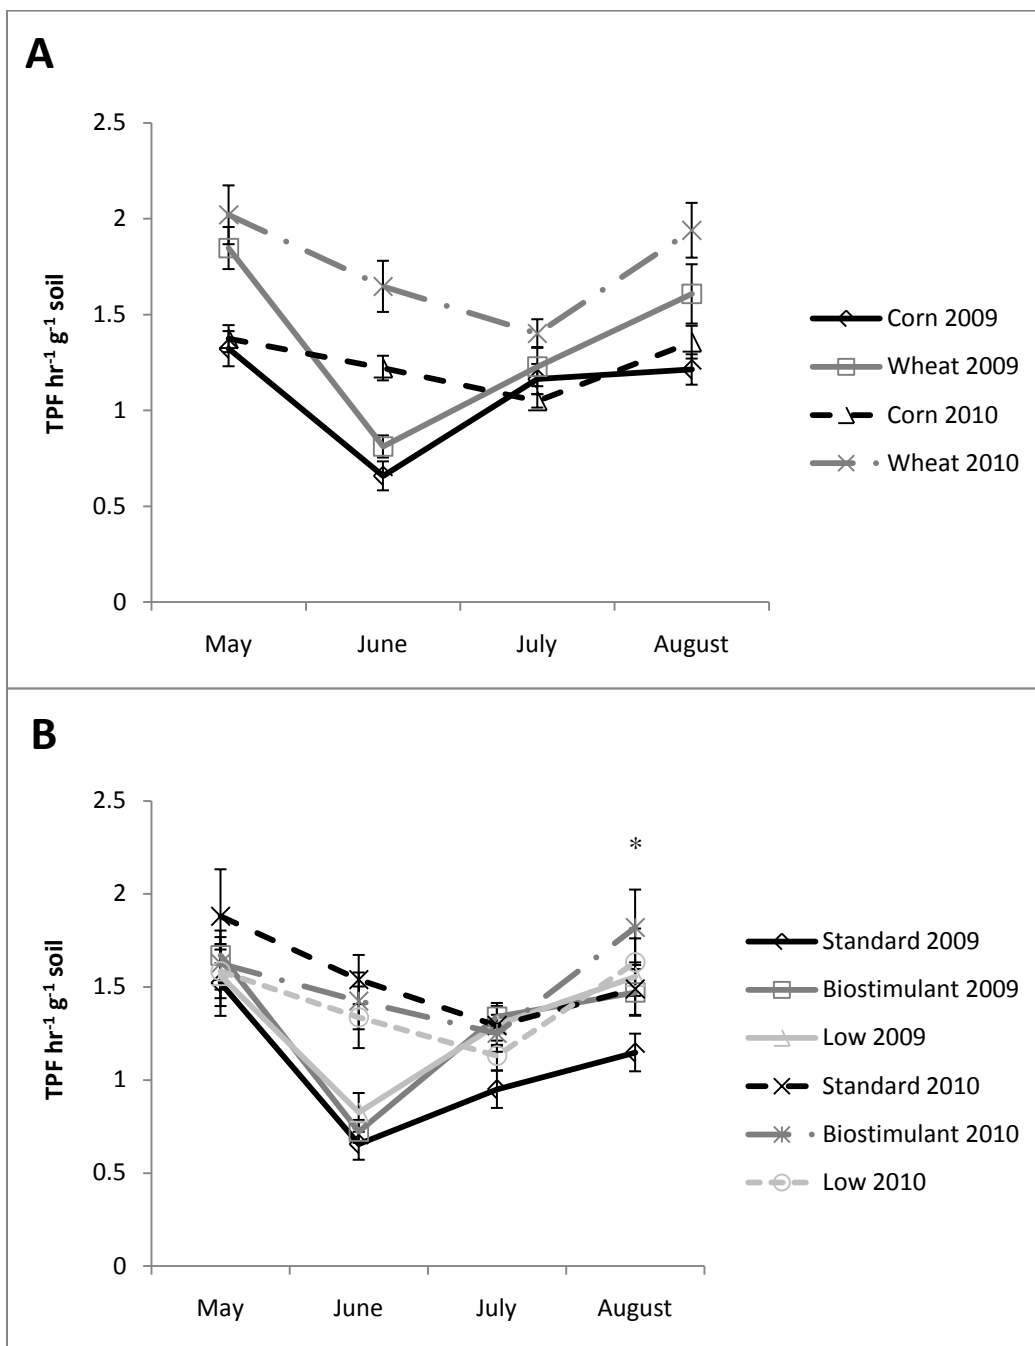 A
2.5
2
1.5
1
0.5
0
TPF hr⁻¹ g⁻¹ soil
May June July August
Corn 2009
Wheat 2009
Corn 2010
Wheat 2010
B
2.5
2
1.5
1
0.5
0
TPF hr⁻¹ g⁻¹ soil
*
May June July August
Standard 2009
Biostimulant 2009
Low 2009
Standard 2010
Biostimulant 2010
Low 2010